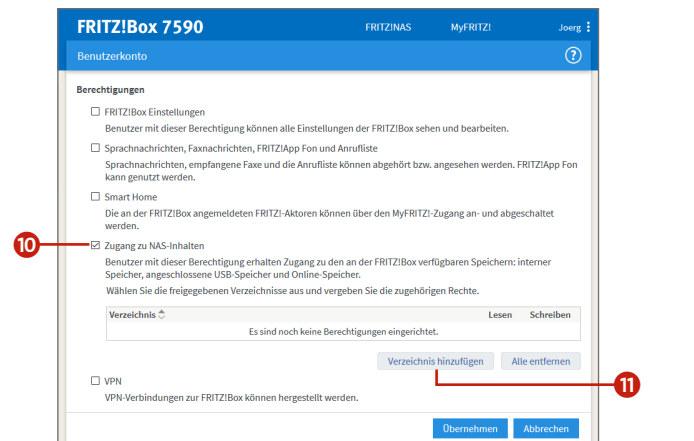 FRITZ!Box 7590
FRITZ!NAS
MyFRITZ!
Joerg
Benutzerkonto
?
Berechtigungen
FRITZ!Box Einstellungen
Benutzer mit dieser Berechtigung können alle Einstellungen der FRITZ!Box sehen und bearbeiten.
Sprachnachrichten, Faxnachrichten, FRITZ!App Fon und Anrufliste
Sprachnachrichten, empfangene Faxe und die Anrufliste können abgehört bzw. angesehen werden. FRITZ!App Fon
kann genutzt werden.
Smart Home
Die an der FRITZ!Box angemeldeten FRITZ!-Aktoren können über den MyFRITZ!-Zugang an- und abgeschaltet
werden.
10
Zugang zu NAS-Inhalten
Benutzer mit dieser Berechtigung erhalten Zugang zu den an der FRITZ!Box verfügbaren Speichern: interner
Speicher, angeschlossene USB-Speicher und Online-Speicher.
Wählen Sie die freigegebenen Verzeichnisse aus und vergeben Sie die zugehörigen Rechte.
Verzeichnis
Lesen
Schreiben
Es sind noch keine Berechtigungen eingerichtet.
Verzeichnis hinzufügen
Alle entfernen
11
VPN
VPN-Verbindungen zur FRITZ!Box können hergestellt werden.
Übernehmen
Abbrechen